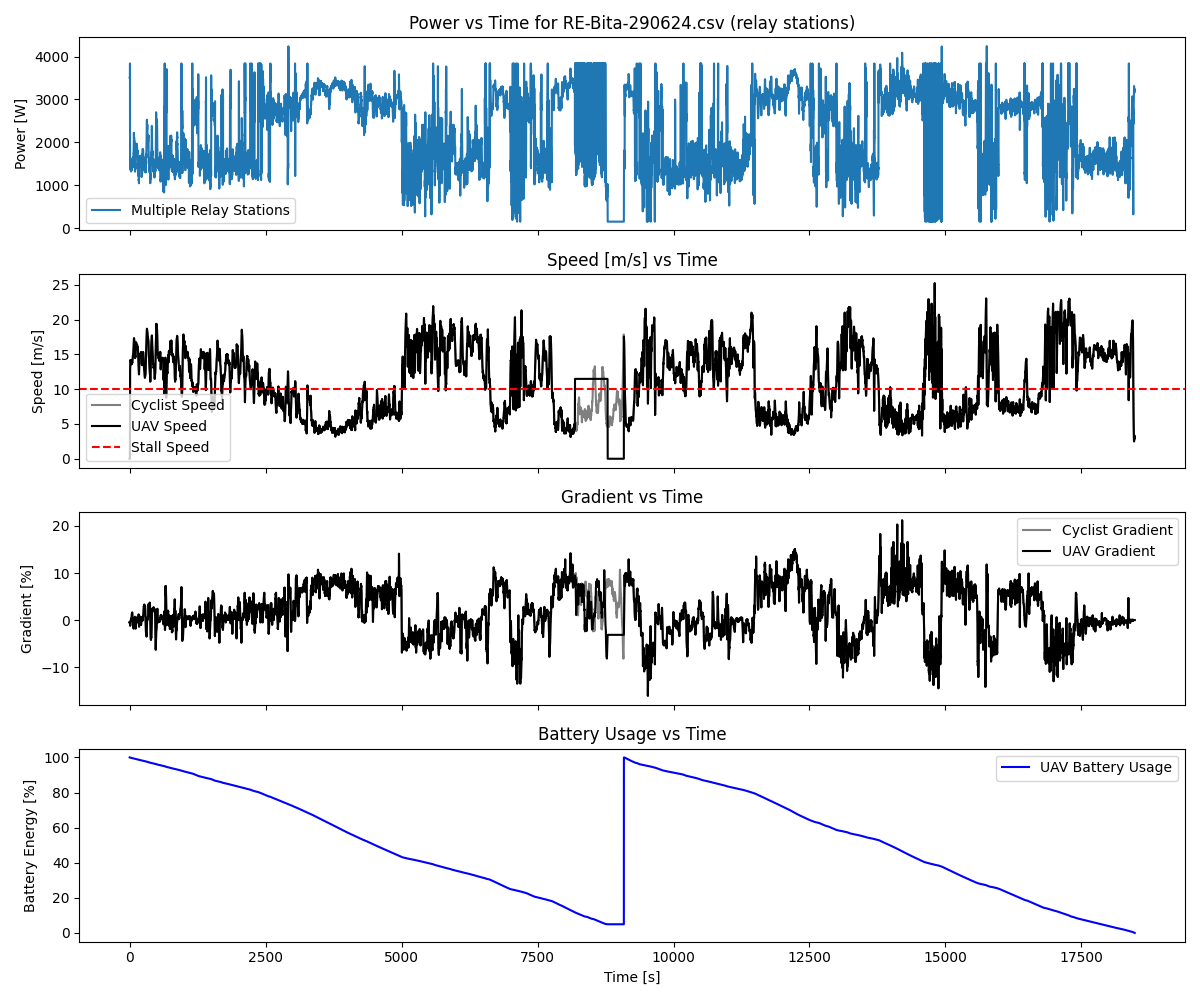 Power vs Time for RE-Bita-290624.csv (relay stations)
4000
3000
2000
1000
0
Power [W]
Multiple Relay Stations
Speed [m/s] vs Time
25
20
15
10
5
0
Speed [m/s]
Cyclist Speed
UAV Speed
Stall Speed
Gradient vs Time
20
10
0
−10
Gradient [%]
Cyclist Gradient
UAV Gradient
Battery Usage vs Time
100
80
60
40
20
0
Battery Energy [%]
UAV Battery Usage
0 2500 5000 7500 10000 12500 15000 17500
Time [s]